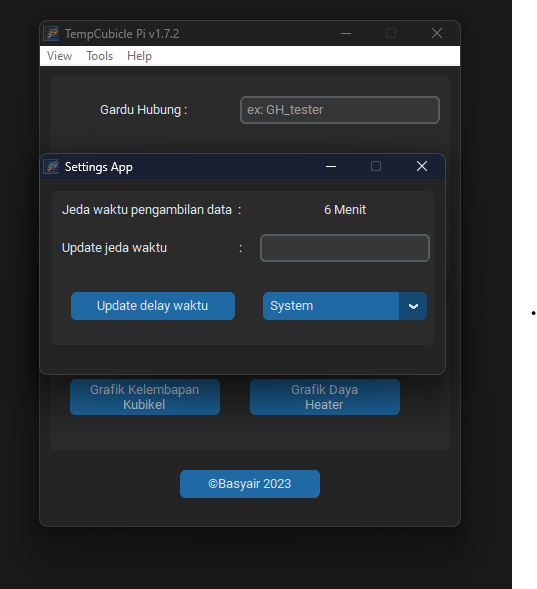 TempCubicle Pi v1.7.2
View Tools Help
Gardu Hubung : ex: GH_tester
Settings App
Jeda waktu pengambilan data : 6 Menit
Update jeda waktu :
Update delay waktu System
Grafik Kelembapan
Kubikel
Grafik Daya
Heater
©Basyair 2023